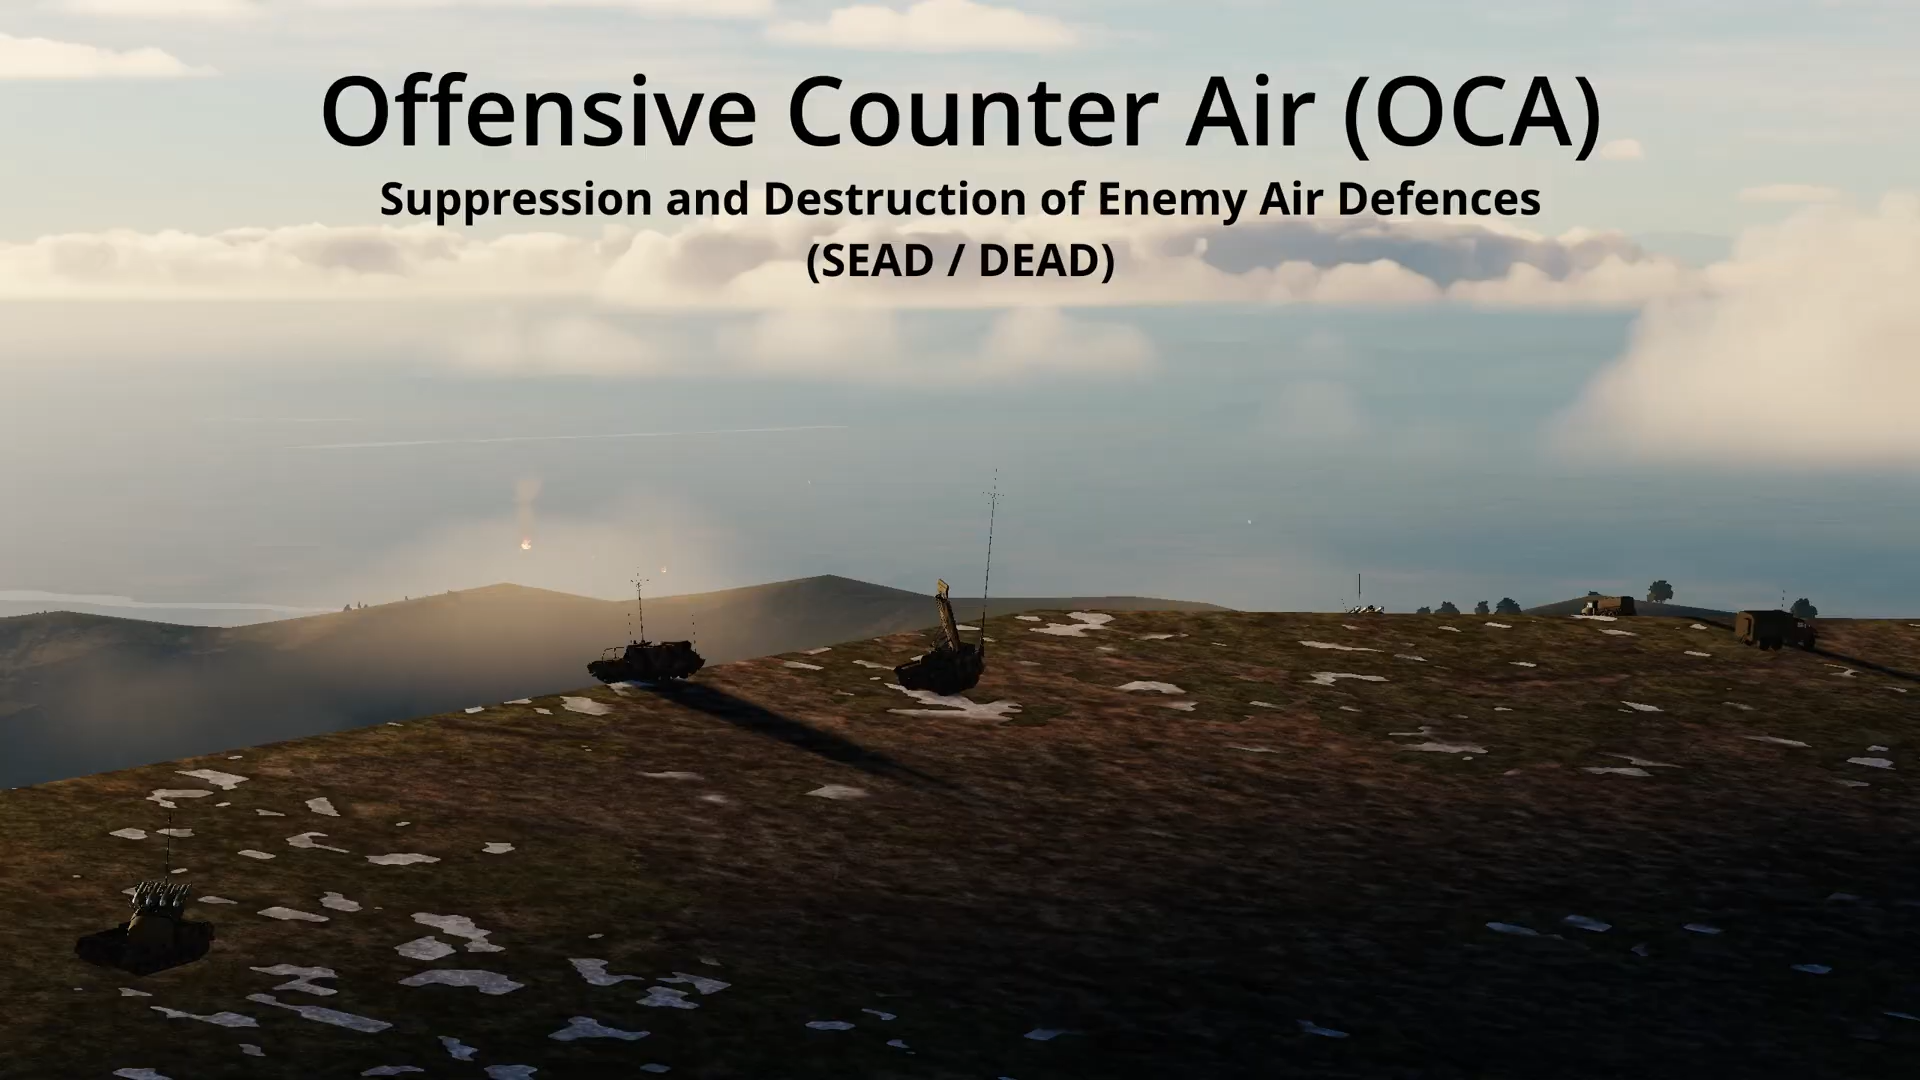 Offensive Counter Air (OCA)
Suppression and Destruction of Enemy Air Defences
(SEAD / DEAD)